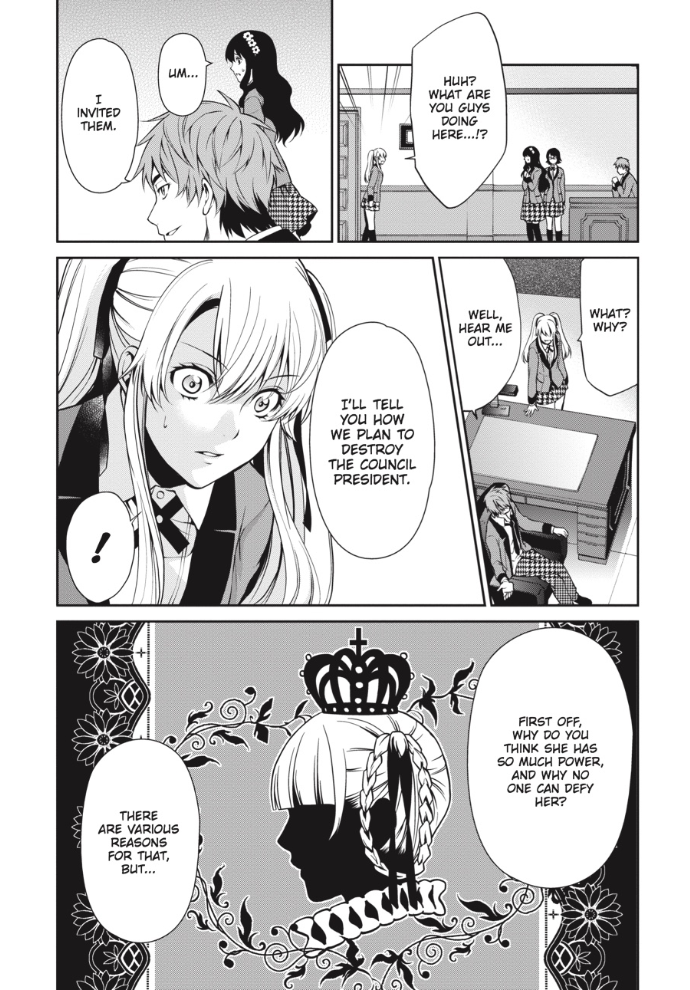 HUH?
WHAT ARE
YOU GUYS
DOING
HERE...!?
UM...
I
INVITED
THEM.
WHAT?
WHY?
WELL,
HEAR ME
OUT...
I'LL TELL
YOU HOW
WE PLAN TO
DESTROY
THE COUNCIL
PRESIDENT.
!
FIRST OFF,
WHY DO YOU
THINK SHE HAS
SO MUCH POWER,
AND WHY NO
ONE CAN DEFY
HER?
THERE
ARE VARIOUS
REASONS
FOR THAT,
BUT...